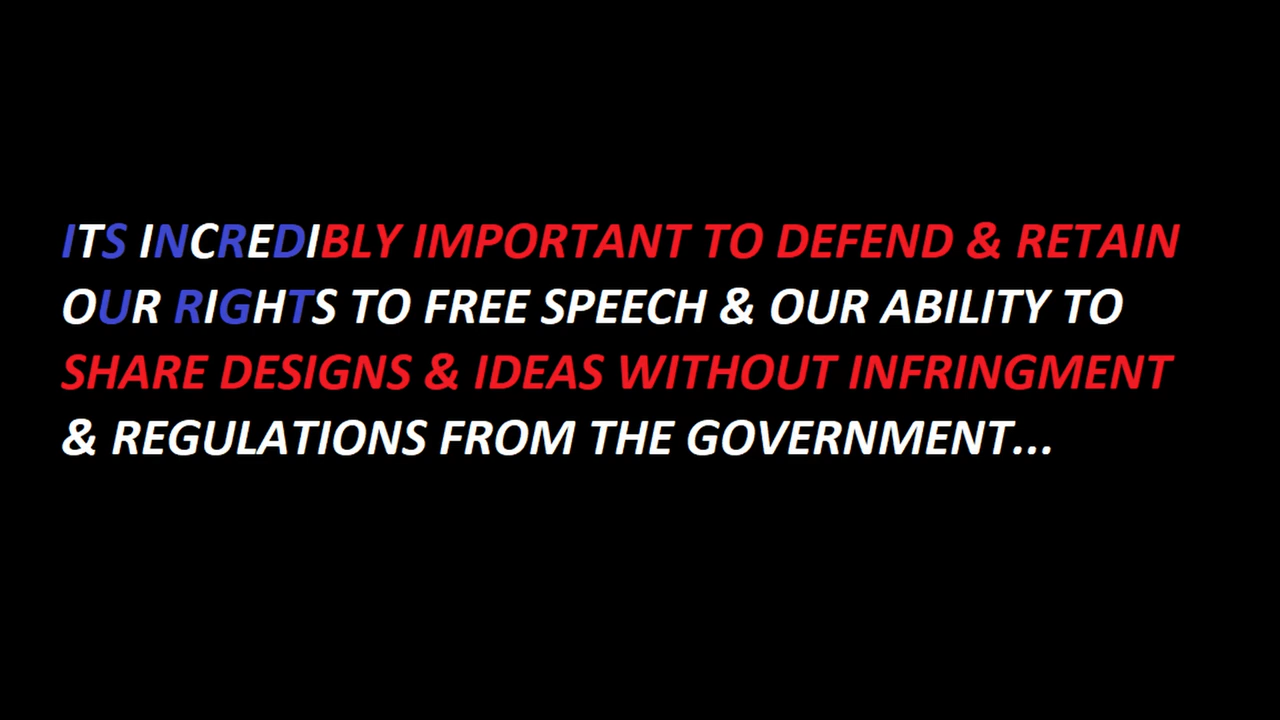 ITS INCREDIBLY IMPORTANT TO DEFEND & RETAIN
OUR RIGHTS TO FREE SPEECH & OUR ABILITY TO
SHARE DESIGNS & IDEAS WITHOUT INFRINGMENT
& REGULATIONS FROM THE GOVERNMENT...